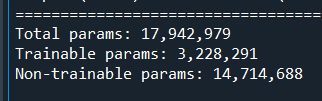 =================================
Total params: 17,942,979
Trainable params: 3,228,291
Non-trainable params: 14,714,688